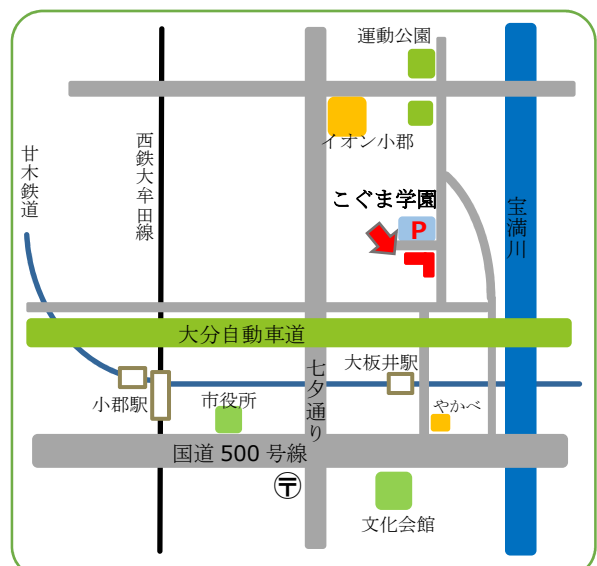 運動公園
イオン小郡
西鉄大牟田線
甘木鉄道
こぐま学園
宝満川
P
大分自動車道
大板井駅
七夕通り
小郡駅
市役所
やかべ
国道 500 号線
〒
文化会館